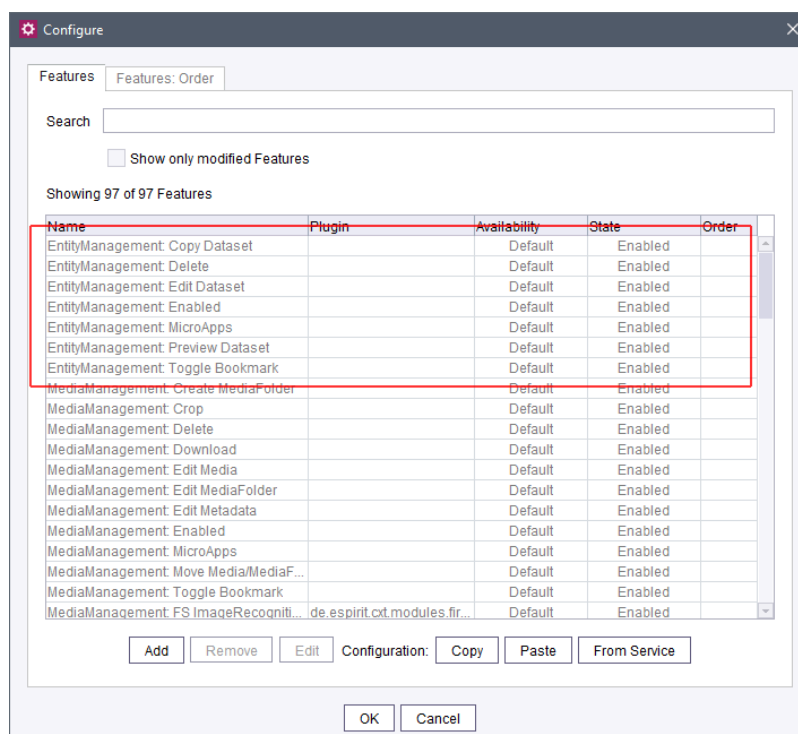 Configure
Features Features: Order
Search
Show only modified Features
Showing 97 of 97 Features
Name Plugin Availability State Order
EntityManagement: Copy Dataset Default Enabled
EntityManagement: Delete Default Enabled
EntityManagement: Edit Dataset Default Enabled
EntityManagement: Enabled Default Enabled
EntityManagement: MicroApps Default Enabled
EntityManagement: Preview Dataset Default Enabled
EntityManagement: Toggle Bookmark Default Enabled
MediaManagement: Create MediaFolder Default Enabled
MediaManagement: Crop Default Enabled
MediaManagement: Delete Default Enabled
MediaManagement: Download Default Enabled
MediaManagement: Edit Media Default Enabled
MediaManagement: Edit MediaFolder Default Enabled
MediaManagement: Edit Metadata Default Enabled
MediaManagement: Enabled Default Enabled
MediaManagement: MicroApps Default Enabled
MediaManagement: Move Media/MediaF... Default Enabled
MediaManagement: Toggle Bookmark Default Enabled
MediaManagement: FS ImageRecogniti... de.espirit.cxt.modules.fir... Default Enabled
Add Remove Edit Configuration: Copy Paste From Service
OK Cancel